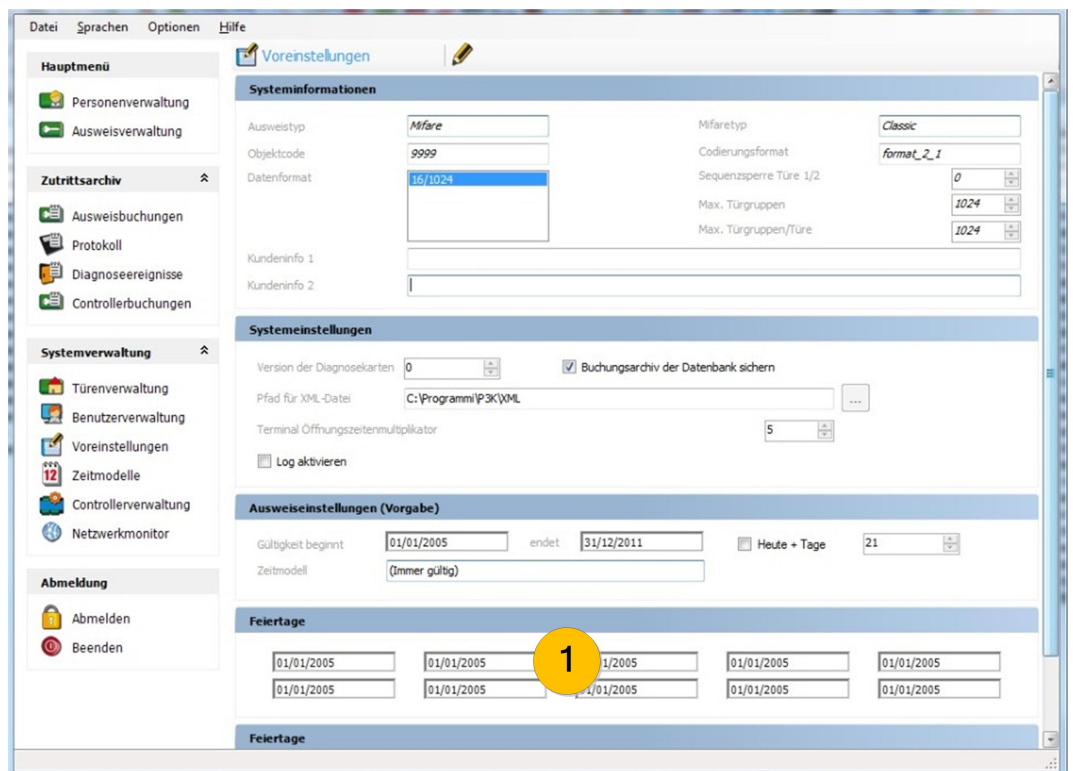 Datei Sprachen Optionen Hilfe
Hauptmenü
Personenverwaltung
Ausweisverwaltung
Zutrittsarchiv
Ausweisbuchungen
Protokoll
Diagnoseereignisse
Controllerbuchungen
Systemverwaltung
Türenverwaltung
Benutzerverwaltung
Voreinstellungen
12 Zeitmodelle
Controllerverwaltung
Netzwerkmonitor
Abmeldung
Abmelden
Beenden
Voreinstellungen
Systeminformationen
Ausweistyp Mifare Mifaretyp Classic
Objektcode 9999 Codierungsformat format_2_1
Datenformat 16/1024 Sequenzsperre Türe 1/2 0
Max. Türgruppen 1024
Max. Türgruppen/Türe 1024
Kundeninfo 1
Kundeninfo 2
Systemeinstellungen
Version der Diagnosekarten 0 Buchungsarchiv der Datenbank sichern
Pfad für XML-Datei C:\Programmi\P3K\XML ...
Terminal Öffnungszeitenmultiplikator 5
Log aktivieren
Ausweiseinstellungen (Vorgabe)
Gültigkeit beginnt 01/01/2005 endet 31/12/2011 Heute + Tage 21
Zeitmodell (Immer gültig)
Feiertage
01/01/2005 01/01/2005 1 1/2005 01/01/2005 01/01/2005
01/01/2005 01/01/2005 01/01/2005 01/01/2005 01/01/2005
Feiertage